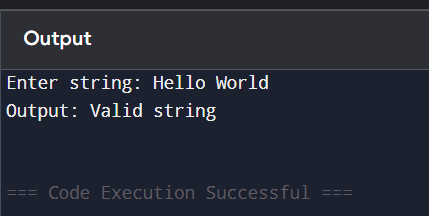 Output
Enter string: Hello World
Output: Valid string
=== Code Execution Successful ===